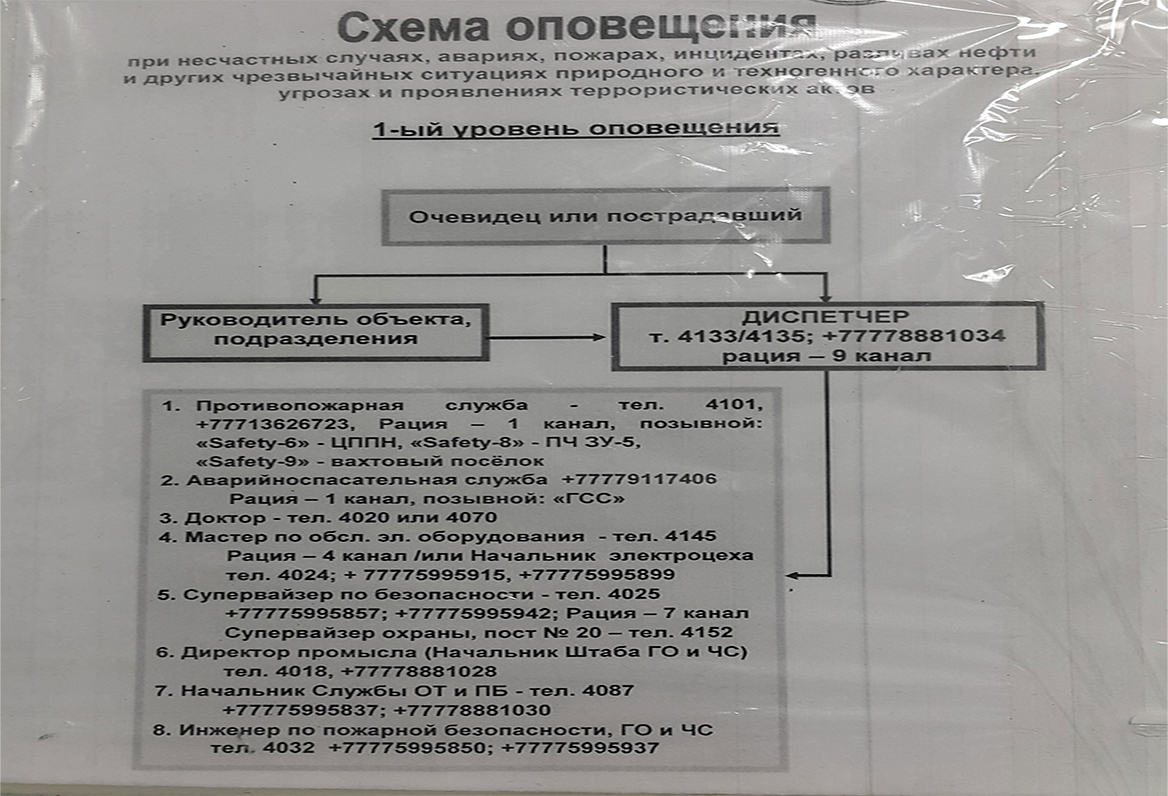 Схема оповещения
при несчастных случаях, авариях, пожарах, инцидентах, разливах нефти
и других чрезвычайных ситуациях природного и техногенного характера.
угрозах и проявлениях террористических актов
1-ый уровень оповещения
Очевидец или пострадавший
Руководитель объекта,
подразделения
ДИСПЕТЧЕР
т. 4133/4135; +77778881034
рация – 9 канал
1. Противопожарная служба - тел. 4101,
+77713626723, Рация – 1 канал, позывной:
«Safety-6» - ЦППН, «Safety-8» - ПЧ ЗУ-5,
«Safety-9» - вахтовый посёлок
2. Аварийноспасательная служба +77779117406
Рация – 1 канал, позывной: «ГСС»
3. Доктор - тел. 4020 или 4070
4. Мастер по обсл. эл. оборудования - тел. 4145
Рация – 4 канал /или Начальник электроцеха
тел. 4024; + 77775995915, +77775995899
5. Супервайзер по безопасности - тел. 4025
+77775995857; +77775995942; Рация – 7 канал
Супервайзер охраны, пост № 20 – тел. 4152
6. Директор промысла (Начальник Штаба ГО и ЧС)
тел. 4018, +77778881028
7. Начальник Службы ОТ и ПБ - тел. 4087
+77775995837; +77778881030
8. Инженер по пожарной безопасности, ГО и ЧС
тел. 4032 +77775995850; +77775995937